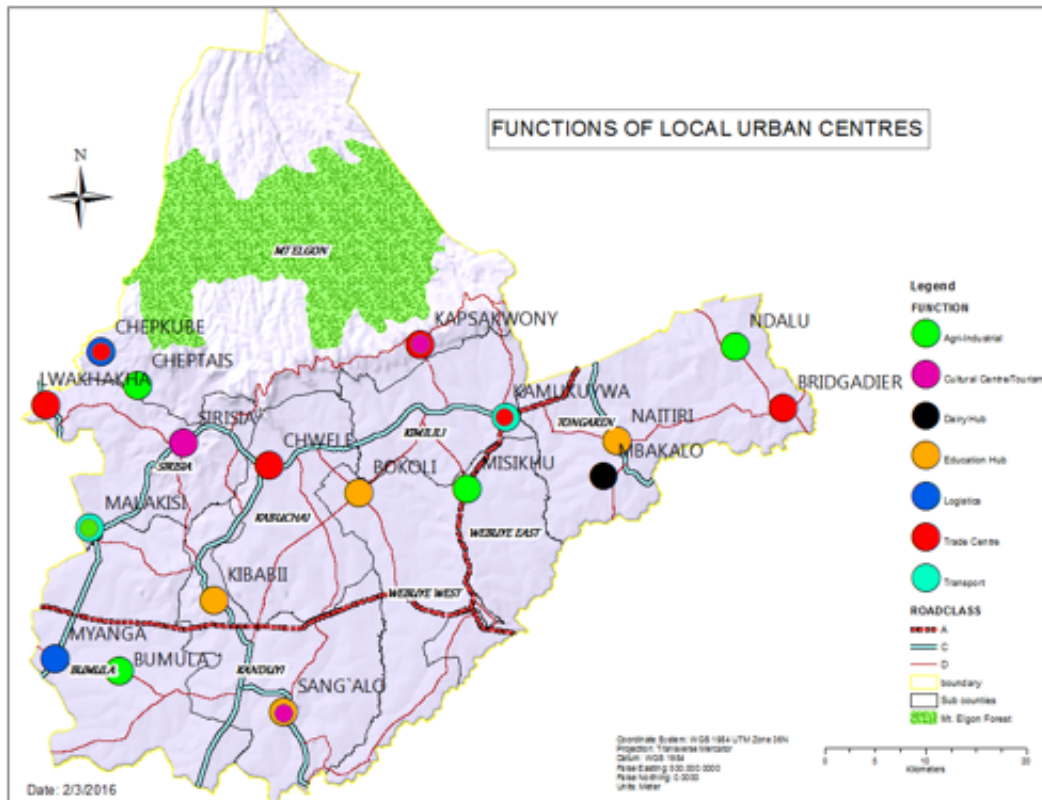 FUNCTIONS OF LOCAL URBAN CENTRES
N
MT ELGON
CHEPKUBE
CHEPTAIS
KAPSAKWONY
NDALU
LWAKHAKHA
SIRISIA
KAMUKUYWA
BRIDGADIER
CHWELE
KIMILILI
TONGAREN
NAITIRI
SIRISIA
BOKOLI
MISIKHU
MBAKALO
MALAKISI
KABUCHAI
WEBUYE EAST
KIBABII
WEBUYE WEST
MYANGA
BUMULA
BUMULA
KANDUYI
SANG`ALO
Legend
FUNCTION
Agri-Industrial
Cultural Centre/Tourism
Dairy Hub
Education Hub
Logistics
Trade Centre
Transport
ROADCLASS
A
C
D
boundary
Sub counties
Mt. Elgon Forest
Coordinate System: WGS 1984 UTM Zone 36N
Projection: Transverse Mercator
Datum: WGS 1984
False Easting: 500,000.0000
False Northing: 0.0000
Units: Meter
0 5 10 20
Kilometers
Date: 2/3/2016